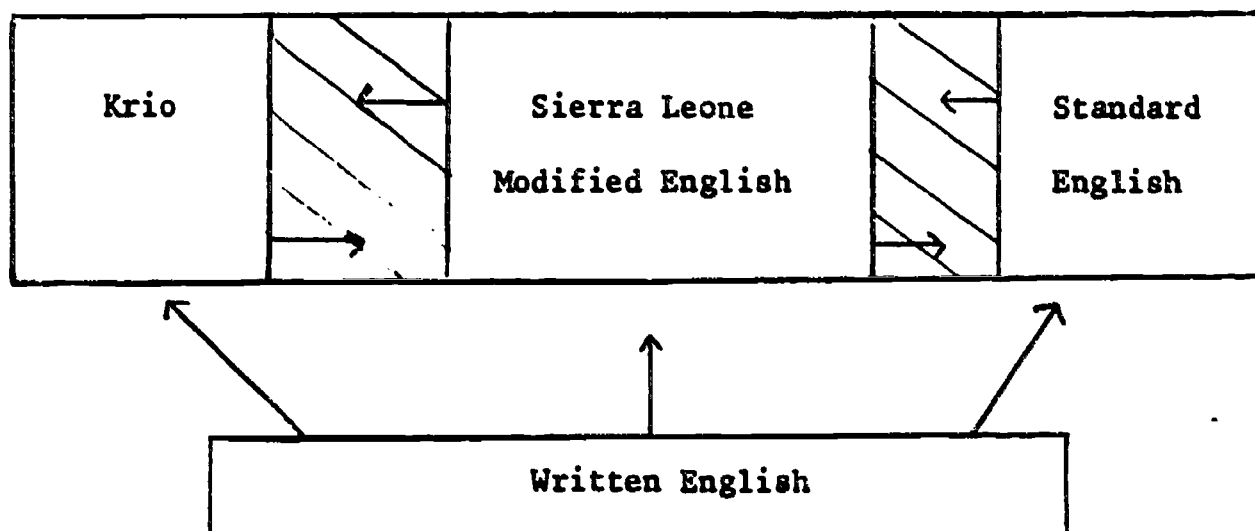 Krio
Sierra Leone
Modified English
Standard
English
Written English